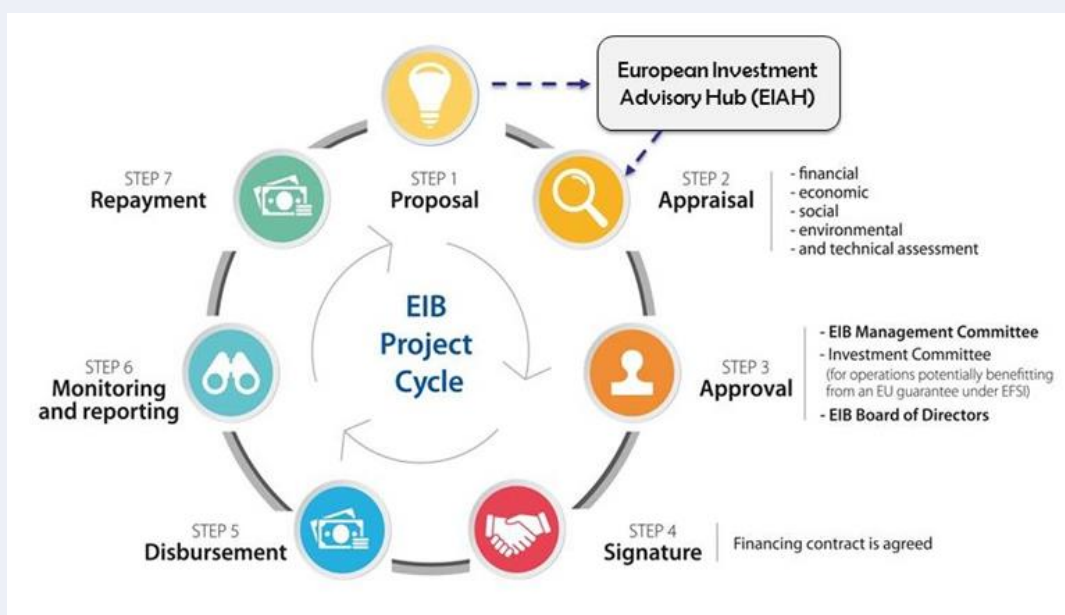 European Investment
Advisory Hub (EIAH)
STEP 1
Proposal
STEP 2
Appraisal
- financial
- economic
- social
- environmental
- and technical assessment
EIB
Project
Cycle
STEP 3
Approval
- EIB Management Committee
- Investment Committee
(for operations potentially benefitting
from an EU guarantee under EFSI)
- EIB Board of Directors
STEP 4
Signature
Financing contract is agreed
STEP 5
Disbursement
STEP 6
Monitoring
and reporting
STEP 7
Repayment